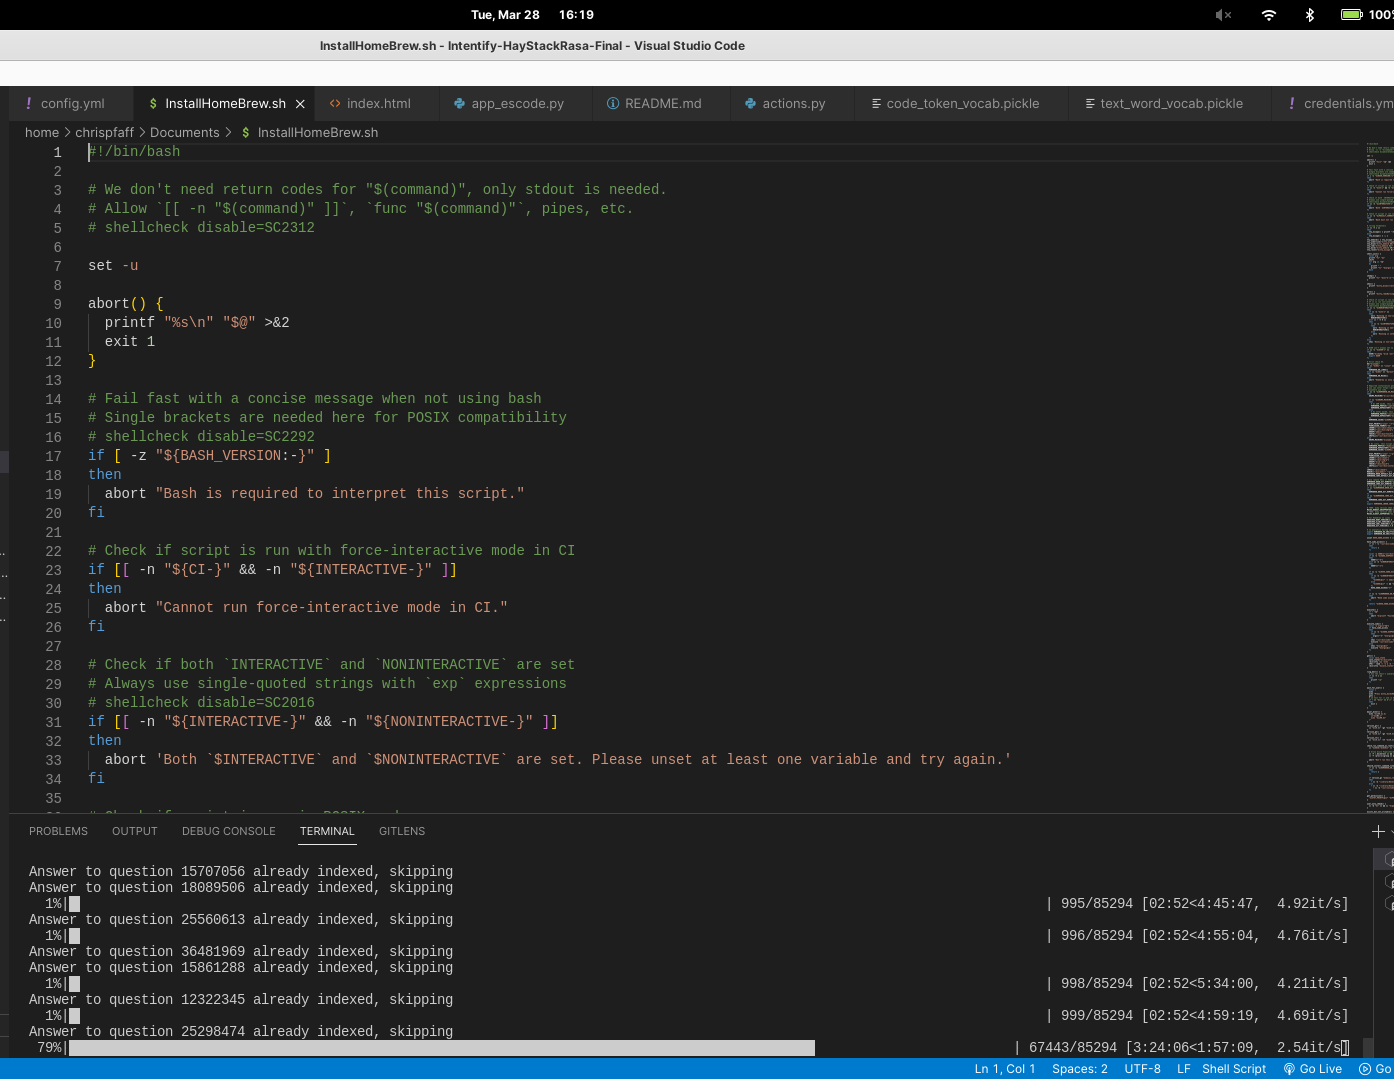 Tue, Mar 28 16:19 100%
InstallHomeBrew.sh - Intentify-HayStackRasa-Final - Visual Studio Code
! config.yml $ InstallHomeBrew.sh × <> index.html app_escode.py README.md actions.py code_token_vocab.pickle text_word_vocab.pickle ! credentials.ym
home > chrispfaff > Documents > $ InstallHomeBrew.sh
1 #!/bin/bash
2
3 # We don't need return codes for "$(command)", only stdout is needed.
4 # Allow `[[ -n "$(command)" ]]`, `func "$(command)"`, pipes, etc.
5 # shellcheck disable=SC2312
6
7 set -u
8
9 abort() {
10   printf "%s\n" "$@" >&2
11   exit 1
12 }
13
14 # Fail fast with a concise message when not using bash
15 # Single brackets are needed here for POSIX compatibility
16 # shellcheck disable=SC2292
17 if [ -z "${BASH_VERSION:-}" ]
18 then
19   abort "Bash is required to interpret this script."
20 fi
21
22 # Check if script is run with force-interactive mode in CI
23 if [[ -n "${CI-}" && -n "${INTERACTIVE-}" ]]
24 then
25   abort "Cannot run force-interactive mode in CI."
26 fi
27
28 # Check if both `INTERACTIVE` and `NONINTERACTIVE` are set
29 # Always use single-quoted strings with `exp` expressions
30 # shellcheck disable=SC2016
31 if [[ -n "${INTERACTIVE-}" && -n "${NONINTERACTIVE-}" ]]
32 then
33   abort 'Both `$INTERACTIVE` and `$NONINTERACTIVE` are set. Please unset at least one variable and try again.'
34 fi
35
PROBLEMS OUTPUT DEBUG CONSOLE TERMINAL GITLENS
Answer to question 15707056 already indexed, skipping
Answer to question 18089506 already indexed, skipping
1%| | 995/85294 [02:52<4:45:47, 4.92it/s]
Answer to question 25560613 already indexed, skipping
1%| | 996/85294 [02:52<4:55:04, 4.76it/s]
Answer to question 36481969 already indexed, skipping
Answer to question 15861288 already indexed, skipping
1%| | 998/85294 [02:52<5:34:00, 4.21it/s]
Answer to question 12322345 already indexed, skipping
1%| | 999/85294 [02:52<4:59:19, 4.69it/s]
Answer to question 25298474 already indexed, skipping
79%| | 67443/85294 [3:24:06<1:57:09, 2.54it/s]
Ln 1, Col 1 Spaces: 2 UTF-8 LF Shell Script Go Live Go